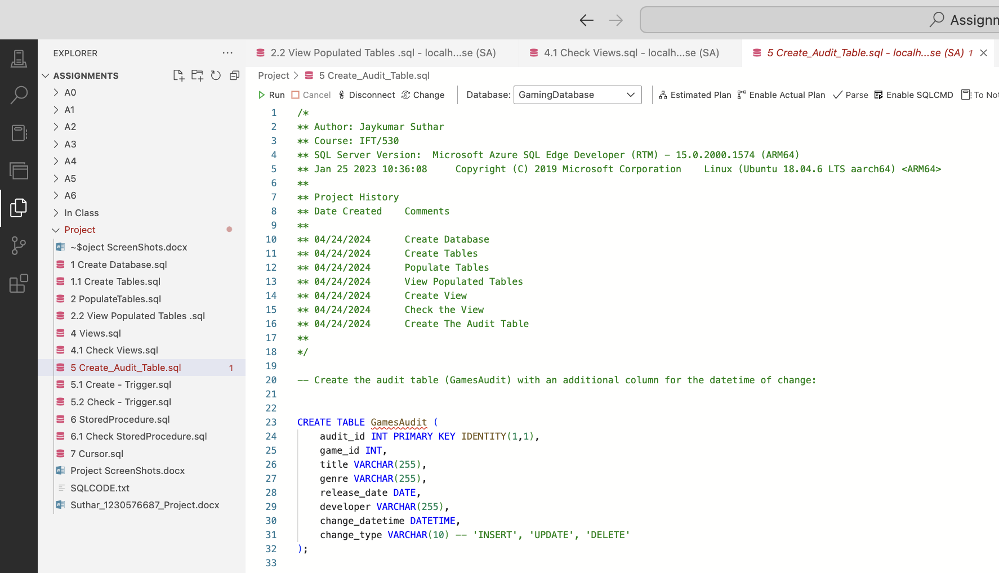 Assignm
EXPLORER
ASSIGNMENTS
A0
A1
A2
A3
A4
A5
A6
In Class
Project
~$oject ScreenShots.docx
1 Create Database.sql
1.1 Create Tables.sql
2 PopulateTables.sql
2.2 View Populated Tables .sql
4 Views.sql
4.1 Check Views.sql
5 Create_Audit_Table.sql 1
5.1 Create - Trigger.sql
5.2 Check - Trigger.sql
6 StoredProcedure.sql
6.1 Check StoredProcedure.sql
7 Cursor.sql
Project ScreenShots.docx
SQLCODE.txt
Suthar_1230576687_Project.docx
2.2 View Populated Tables .sql - localh...se (SA)
4.1 Check Views.sql - localh...se (SA)
5 Create_Audit_Table.sql - localh...se (SA) 1
Project > 5 Create_Audit_Table.sql
Run Cancel Disconnect Change Database: GamingDatabase Estimated Plan Enable Actual Plan Parse Enable SQLCMD To Not
1 /*
2 ** Author: Jaykumar Suthar
3 ** Course: IFT/530
4 ** SQL Server Version:  Microsoft Azure SQL Edge Developer (RTM) - 15.0.2000.1574 (ARM64)
5 ** Jan 25 2023 10:36:08     Copyright (C) 2019 Microsoft Corporation    Linux (Ubuntu 18.04.6 LTS aarch64) <ARM64>
6 **
7 ** Project History
8 ** Date Created    Comments
9 **
10 ** 04/24/2024      Create Database
11 ** 04/24/2024      Create Tables
12 ** 04/24/2024      Populate Tables
13 ** 04/24/2024      View Populated Tables
14 ** 04/24/2024      Create View
15 ** 04/24/2024      Check the View
16 ** 04/24/2024      Create The Audit Table
17 **
18 */
19
20 -- Create the audit table (GamesAudit) with an additional column for the datetime of change:
21
22
23 CREATE TABLE GamesAudit (
24     audit_id INT PRIMARY KEY IDENTITY(1,1),
25     game_id INT,
26     title VARCHAR(255),
27     genre VARCHAR(255),
28     release_date DATE,
29     developer VARCHAR(255),
30     change_datetime DATETIME,
31     change_type VARCHAR(10) -- 'INSERT', 'UPDATE', 'DELETE'
32 );
33